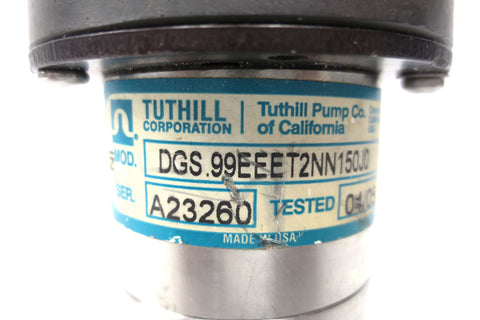 TUTHILL
CORPORATION
Tuthill Pump Co.
of California
MOD.
DGS.99EEET2NN150J0
SER.
A23260
TESTED
MADE IN USA